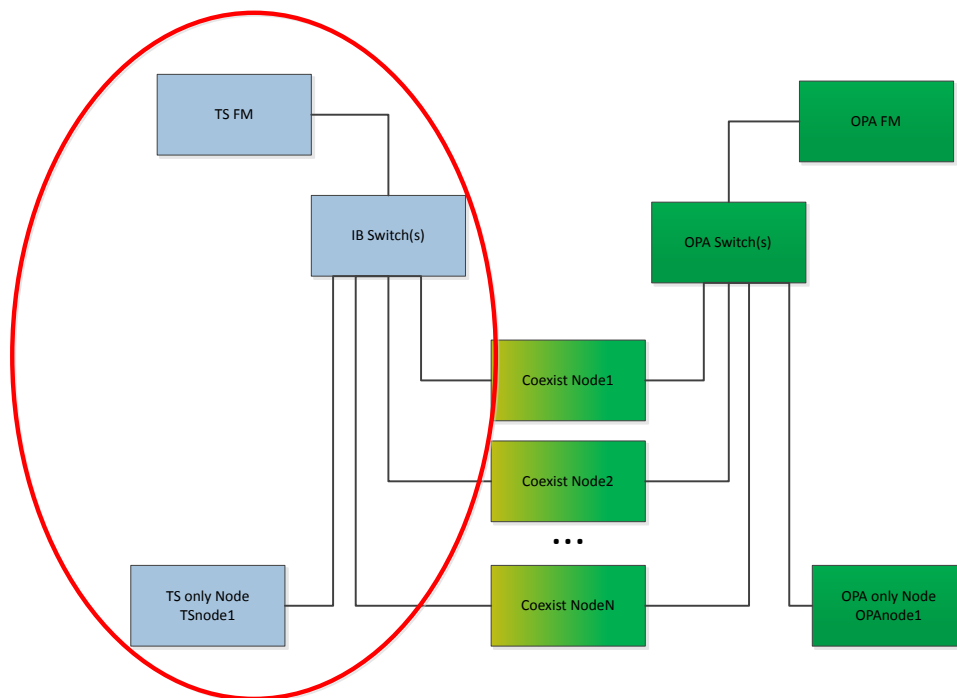 TS FM
OPA FM
IB Switch(s)
OPA Switch(s)
Coexist Node1
Coexist Node2
...
TS only Node
TSnode1
Coexist NodeN
OPA only Node
OPAnode1